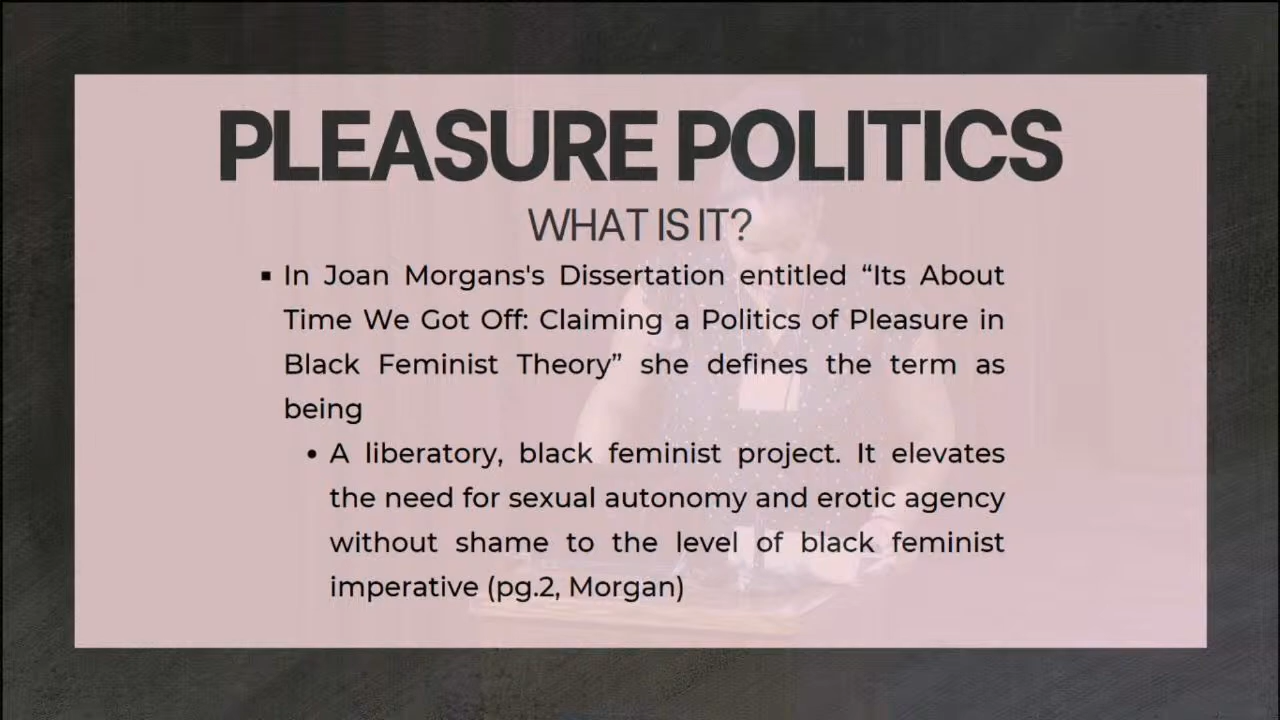 PLEASURE POLITICS
WHAT IS IT?
▪ In Joan Morgans's Dissertation entitled “Its About
Time We Got Off: Claiming a Politics of Pleasure in
Black Feminist Theory” she defines the term as
being
• A liberatory, black feminist project. It elevates
the need for sexual autonomy and erotic agency
without shame to the level of black feminist
imperative (pg.2, Morgan)